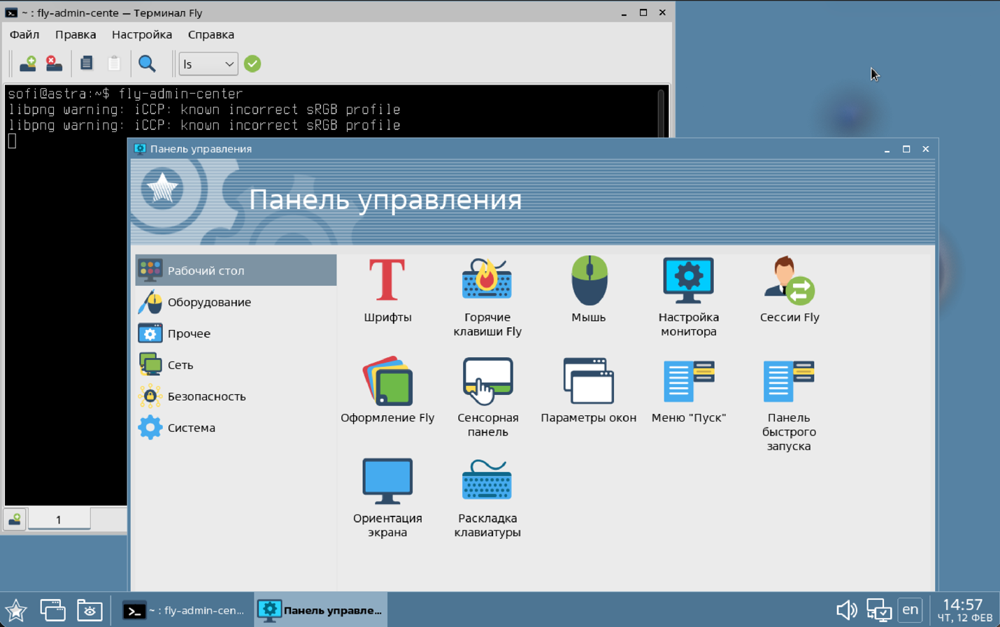 ~ : fly-admin-cente — Терминал Fly
Файл Правка Настройка Справка
ls
sofi@astra:~$ fly-admin-center
libpng warning: iCCP: known incorrect sRGB profile
libpng warning: iCCP: known incorrect sRGB profile
Панель управления
Панель управления
Рабочий стол
Оборудование
Прочее
Сеть
Безопасность
Система
Шрифты
Горячие
клавиши Fly
Мышь
Настройка
монитора
Сессии Fly
Оформление Fly
Сенсорная
панель
Параметры окон
Меню "Пуск"
Панель
быстрого
запуска
Ориентация
экрана
Раскладка
клавиатуры
1
~ : fly-admin-cen...
Панель управле...
en
14:57
ЧТ, 12 ФЕВ